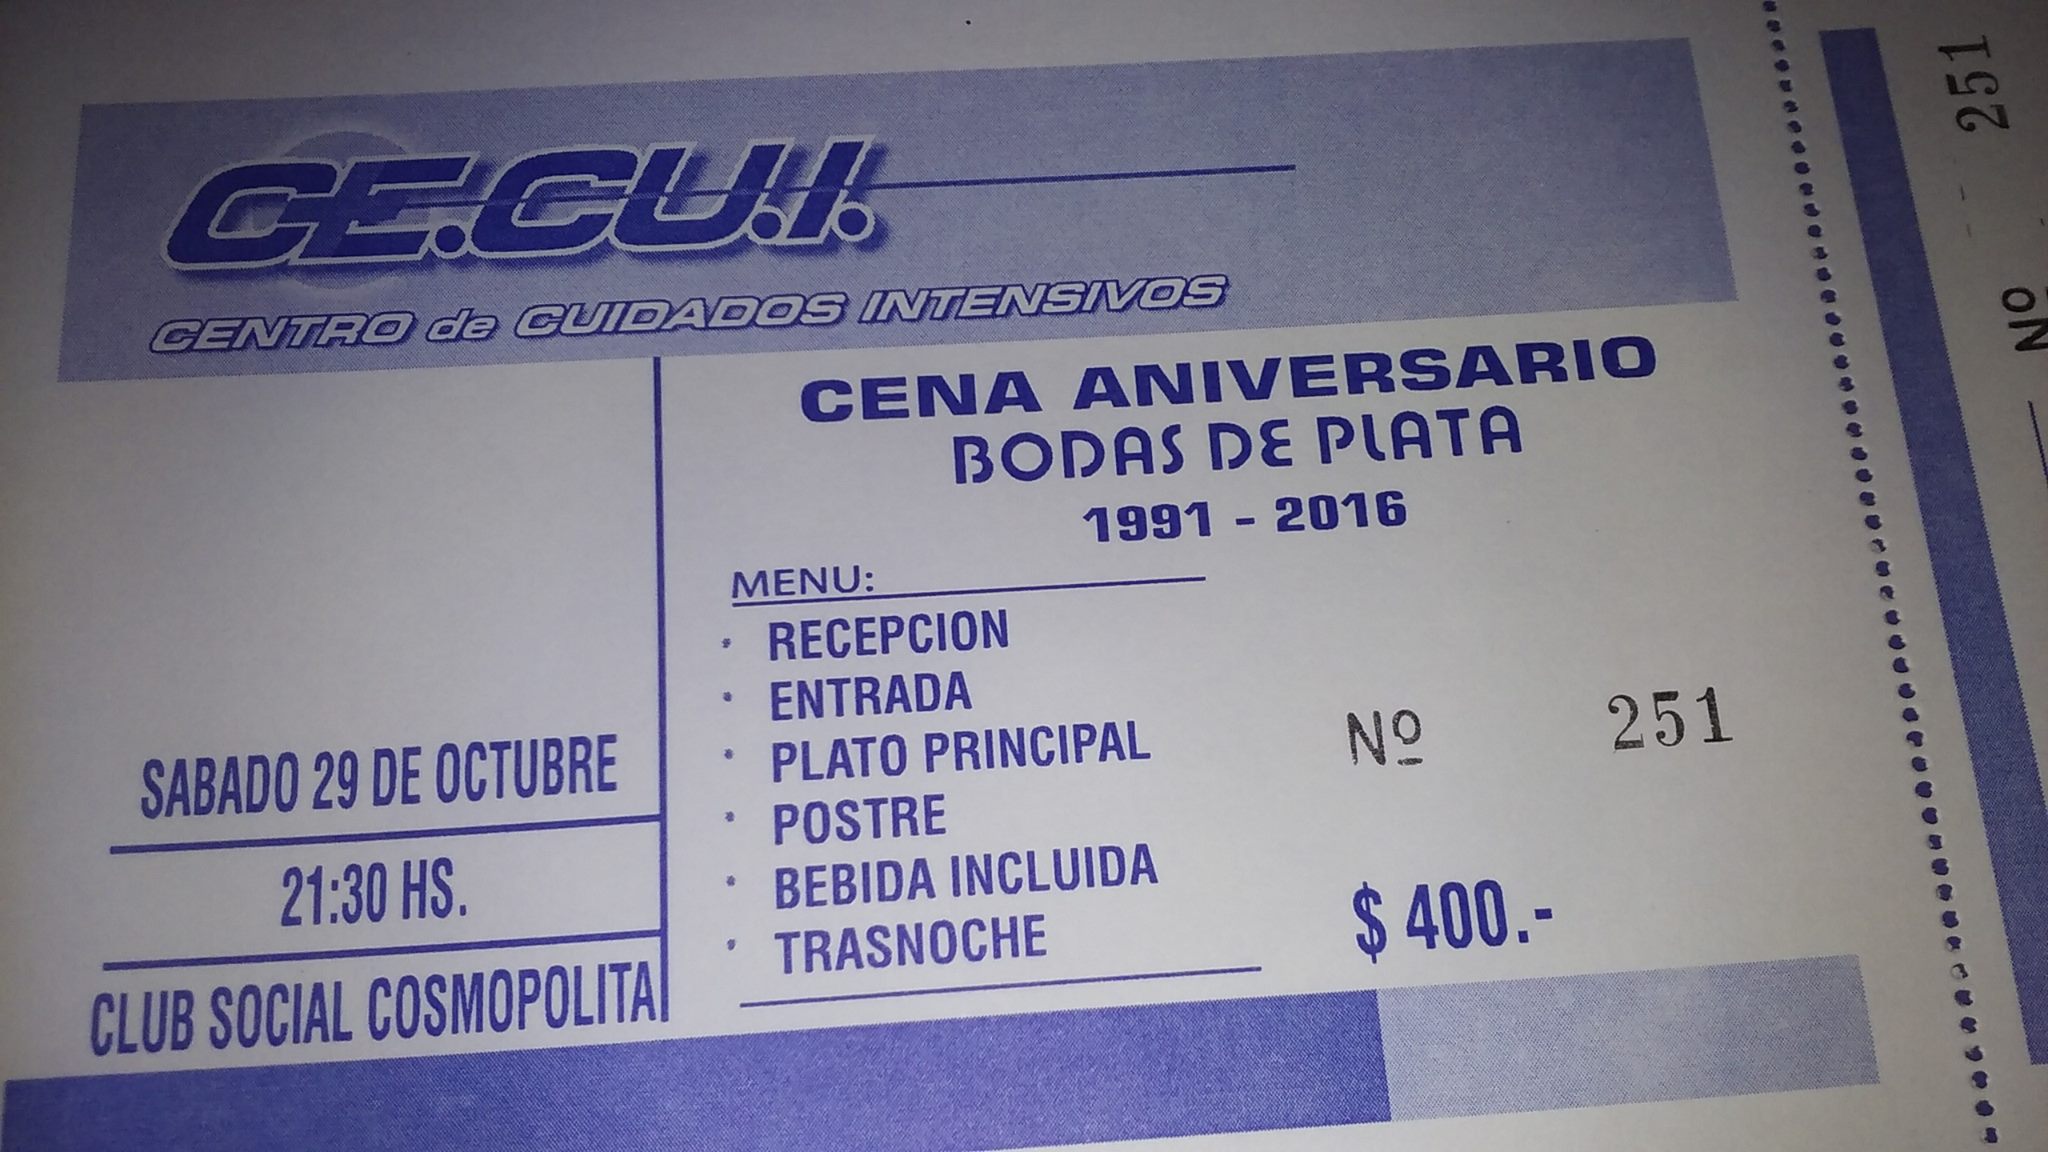 CE.CU.I.
CENTRO de CUIDADOS INTENSIVOS
SABADO 29 DE OCTUBRE
21:30 HS.
CLUB SOCIAL COSMOPOLITA
CENA ANIVERSARIO
BODAS DE PLATA
1991 - 2016
MENU:
· RECEPCION
· ENTRADA
· PLATO PRINCIPAL
· POSTRE
· BEBIDA INCLUIDA
· TRASNOCHE
Nº 251
$ 400.-
Nº 251